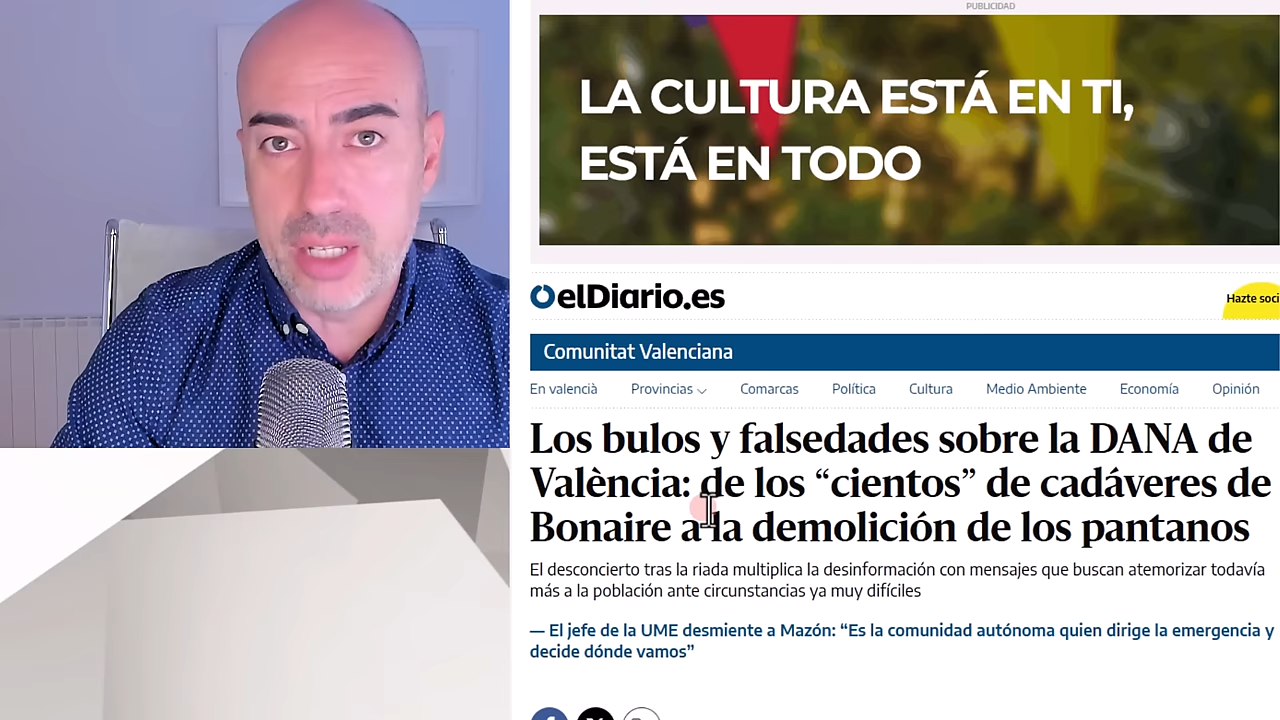 PUBLICIDAD
LA CULTURA ESTÁ EN TI,
ESTÁ EN TODO
elDiario.es
Hazte soci
Comunitat Valenciana
En valencià Provincias Comarcas Política Cultura Medio Ambiente Economía Opinión
Los bulos y falsedades sobre la DANA de
València: de los “cientos” de cadáveres de
Bonaire a la demolición de los pantanos
El desconcierto tras la riada multiplica la desinformación con mensajes que buscan atemorizar todavía
más a la población ante circunstancias ya muy difíciles
— El jefe de la UME desmiente a Mazón: “Es la comunidad autónoma quien dirige la emergencia y
decide dónde vamos”